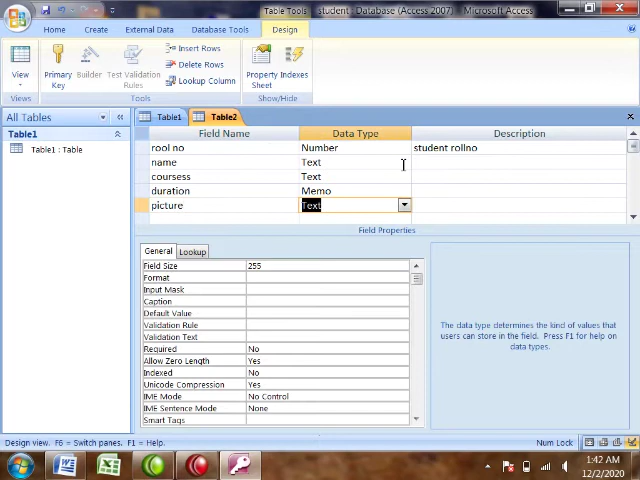 Table Tools
student : Database (Access 2007) - Microsoft Access
Home
Create
External Data
Database Tools
Design
View
Primary Key
Builder
Test Validation Rules
Insert Rows
Delete Rows
Lookup Column
Property Sheet
Indexes
Views
Tools
Show/Hide
All Tables
Table1
Table2
Table1
Table1 : Table
Field Name
Data Type
Description
rool no
Number
student rollno
name
Text
coursess
Text
duration
Memo
picture
Text
Field Properties
General
Lookup
Field Size
255
Format
Input Mask
Caption
Default Value
Validation Rule
Validation Text
Required
No
Allow Zero Length
Yes
Indexed
No
Unicode Compression
Yes
IME Mode
No Control
IME Sentence Mode
None
Smart Tags
The data type determines the kind of values that
users can store in the field. Press F1 for help on
data types.
Design view. F6 = Switch panes. F1 = Help.
Num Lock
1:42 AM
12/2/2020